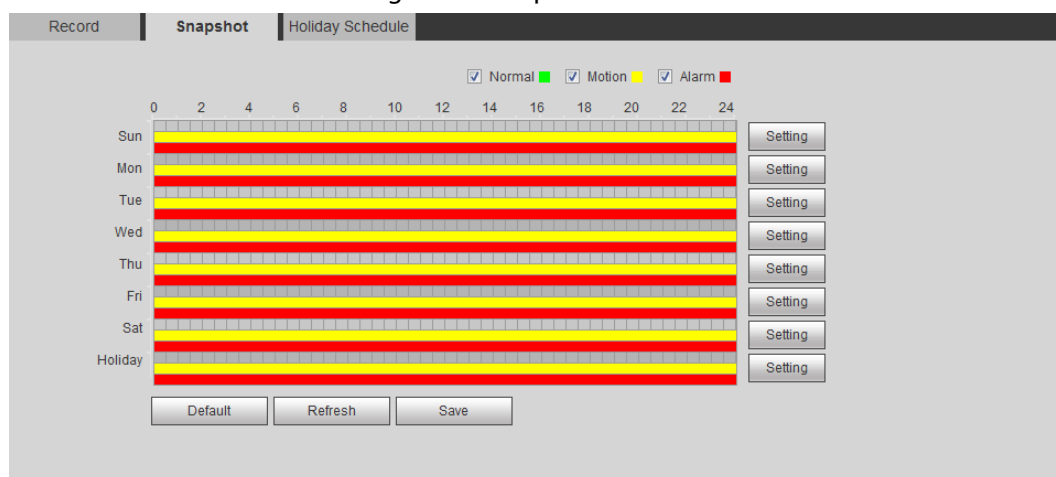 Record Snapshot Holiday Schedule
Normal Motion Alarm
0 2 4 6 8 10 12 14 16 18 20 22 24
Sun Setting
Mon Setting
Tue Setting
Wed Setting
Thu Setting
Fri Setting
Sat Setting
Holiday Setting
Default Refresh Save